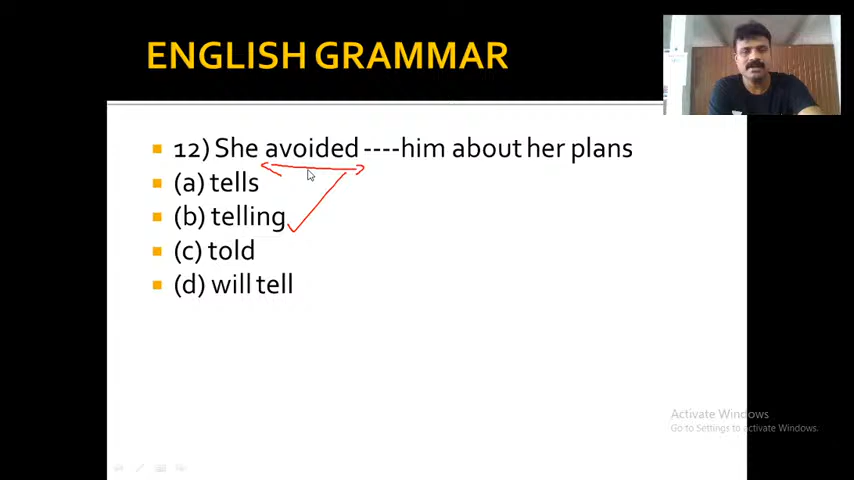 ENGLISH GRAMMAR
12) She avoided ----him about her plans
(a) tells
(b) telling
(c) told
(d) will tell
Activate Windows
Go to Settings to activate Windows.